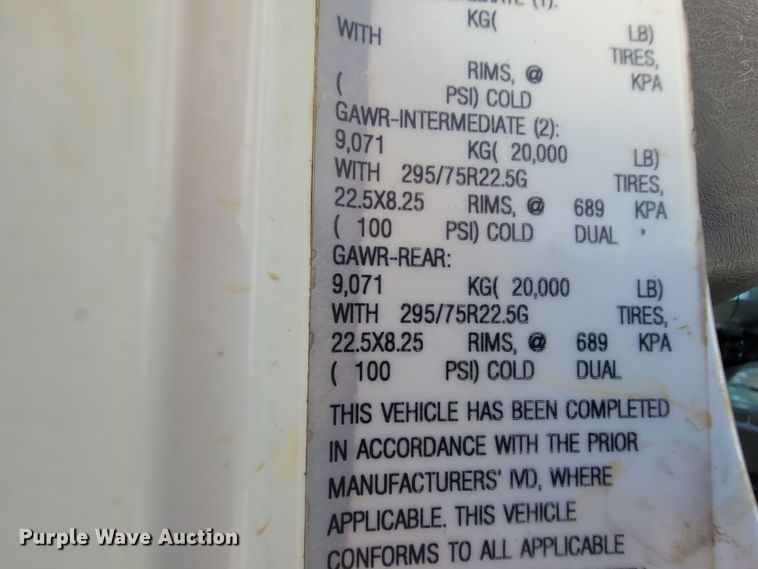 KG( LB)
WITH TIRES,
RIMS, @ KPA
( PSI) COLD
GAWR-INTERMEDIATE (2):
9,071 KG( 20,000 LB)
WITH 295/75R22.5G TIRES,
22.5X8.25 RIMS, @ 689 KPA
( 100 PSI) COLD DUAL
GAWR-REAR:
9,071 KG( 20,000 LB)
WITH 295/75R22.5G TIRES,
22.5X8.25 RIMS, @ 689 KPA
( 100 PSI) COLD DUAL
THIS VEHICLE HAS BEEN COMPLETED
IN ACCORDANCE WITH THE PRIOR
MANUFACTURERS' IVD, WHERE
APPLICABLE. THIS VEHICLE
CONFORMS TO ALL APPLICABLE
Purple Wave Auction